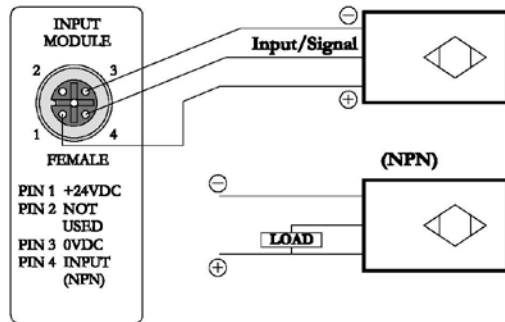 INPUT
MODULE
2 3
1 4
FEMALE
PIN 1 +24VDC
PIN 2 NOT
USED
PIN 3 0VDC
PIN 4 INPUT
(NPN)
−
Input/Signal
+
(NPN)
−
LOAD
+